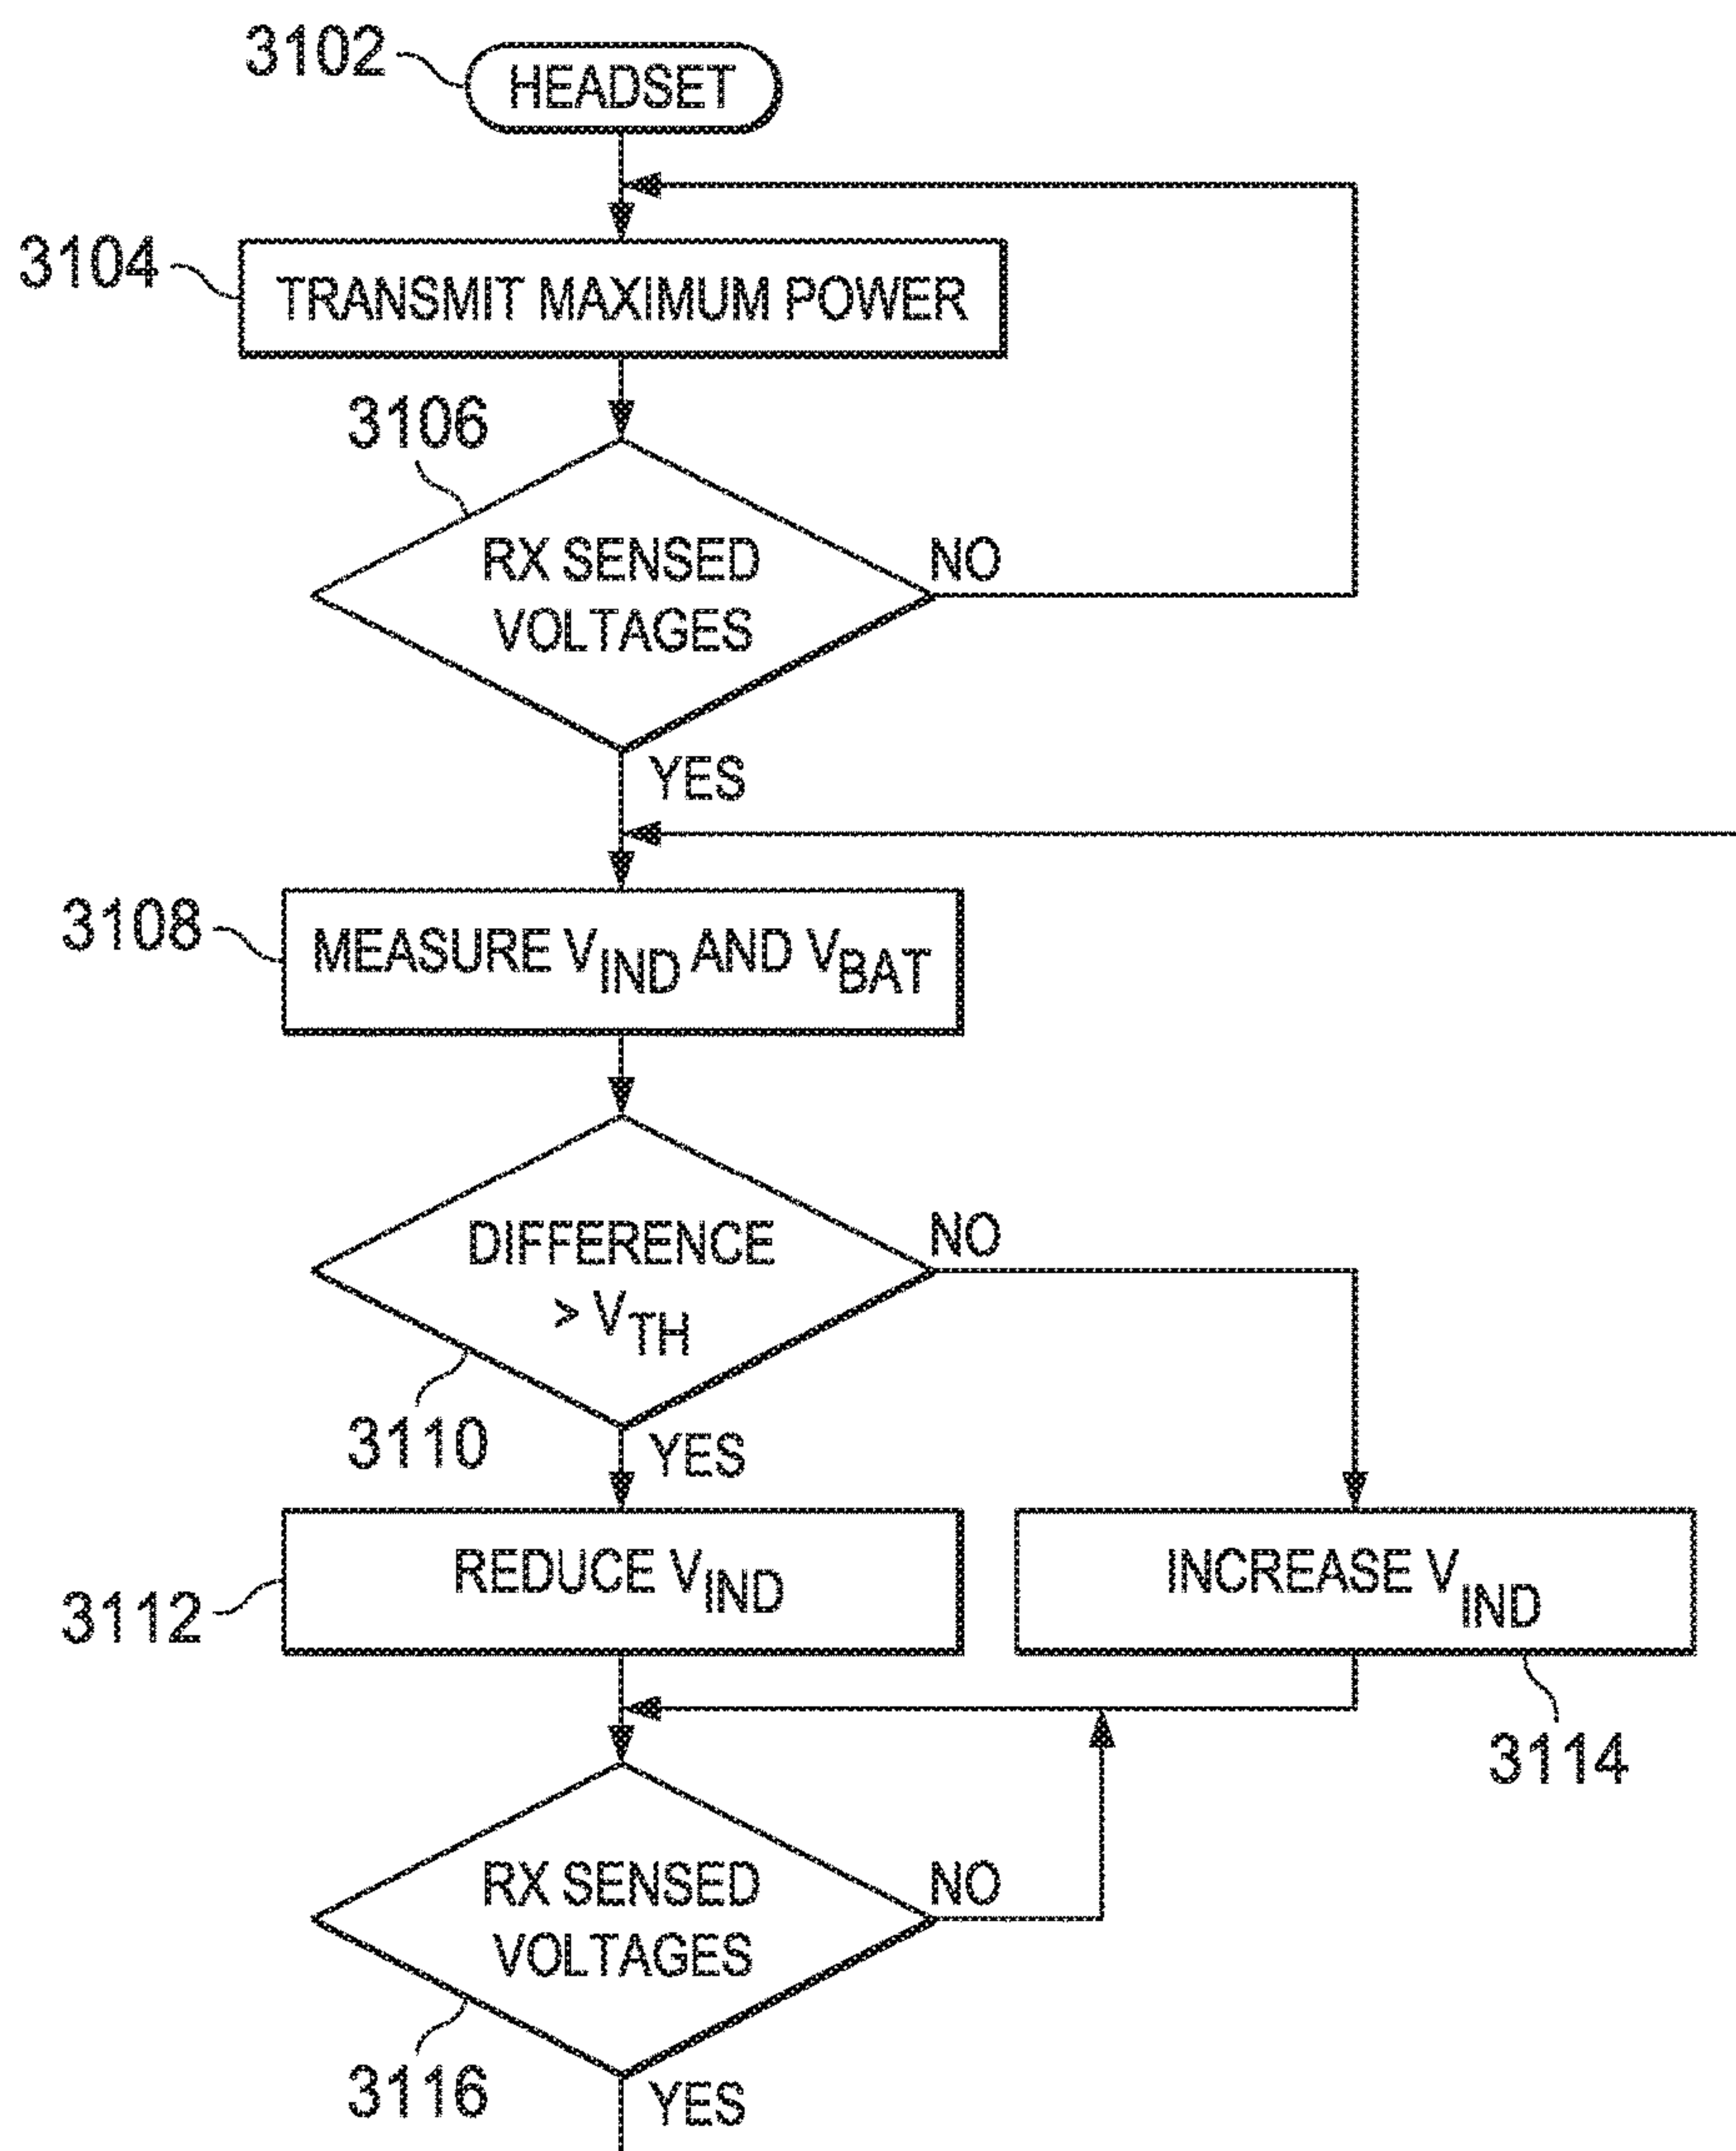 3102
HEADSET
3104
TRANSMIT MAXIMUM POWER
3106
RX SENSED
VOLTAGES
NO
YES
3108
MEASURE VIND AND VBAT
DIFFERENCE
> VTH
NO
3110
YES
3112
REDUCE VIND
INCREASE VIND
3114
RX SENSED
VOLTAGES
NO
3116
YES